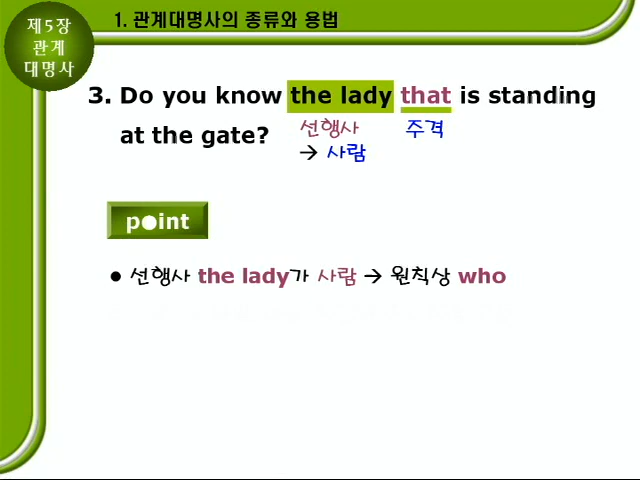 제5장
관계
대명사
1. 관계대명사의 종류와 용법
3. Do you know the lady that is standing
at the gate?
선행사 주격
→ 사람
point
● 선행사 the lady가 사람 → 원칙상 who